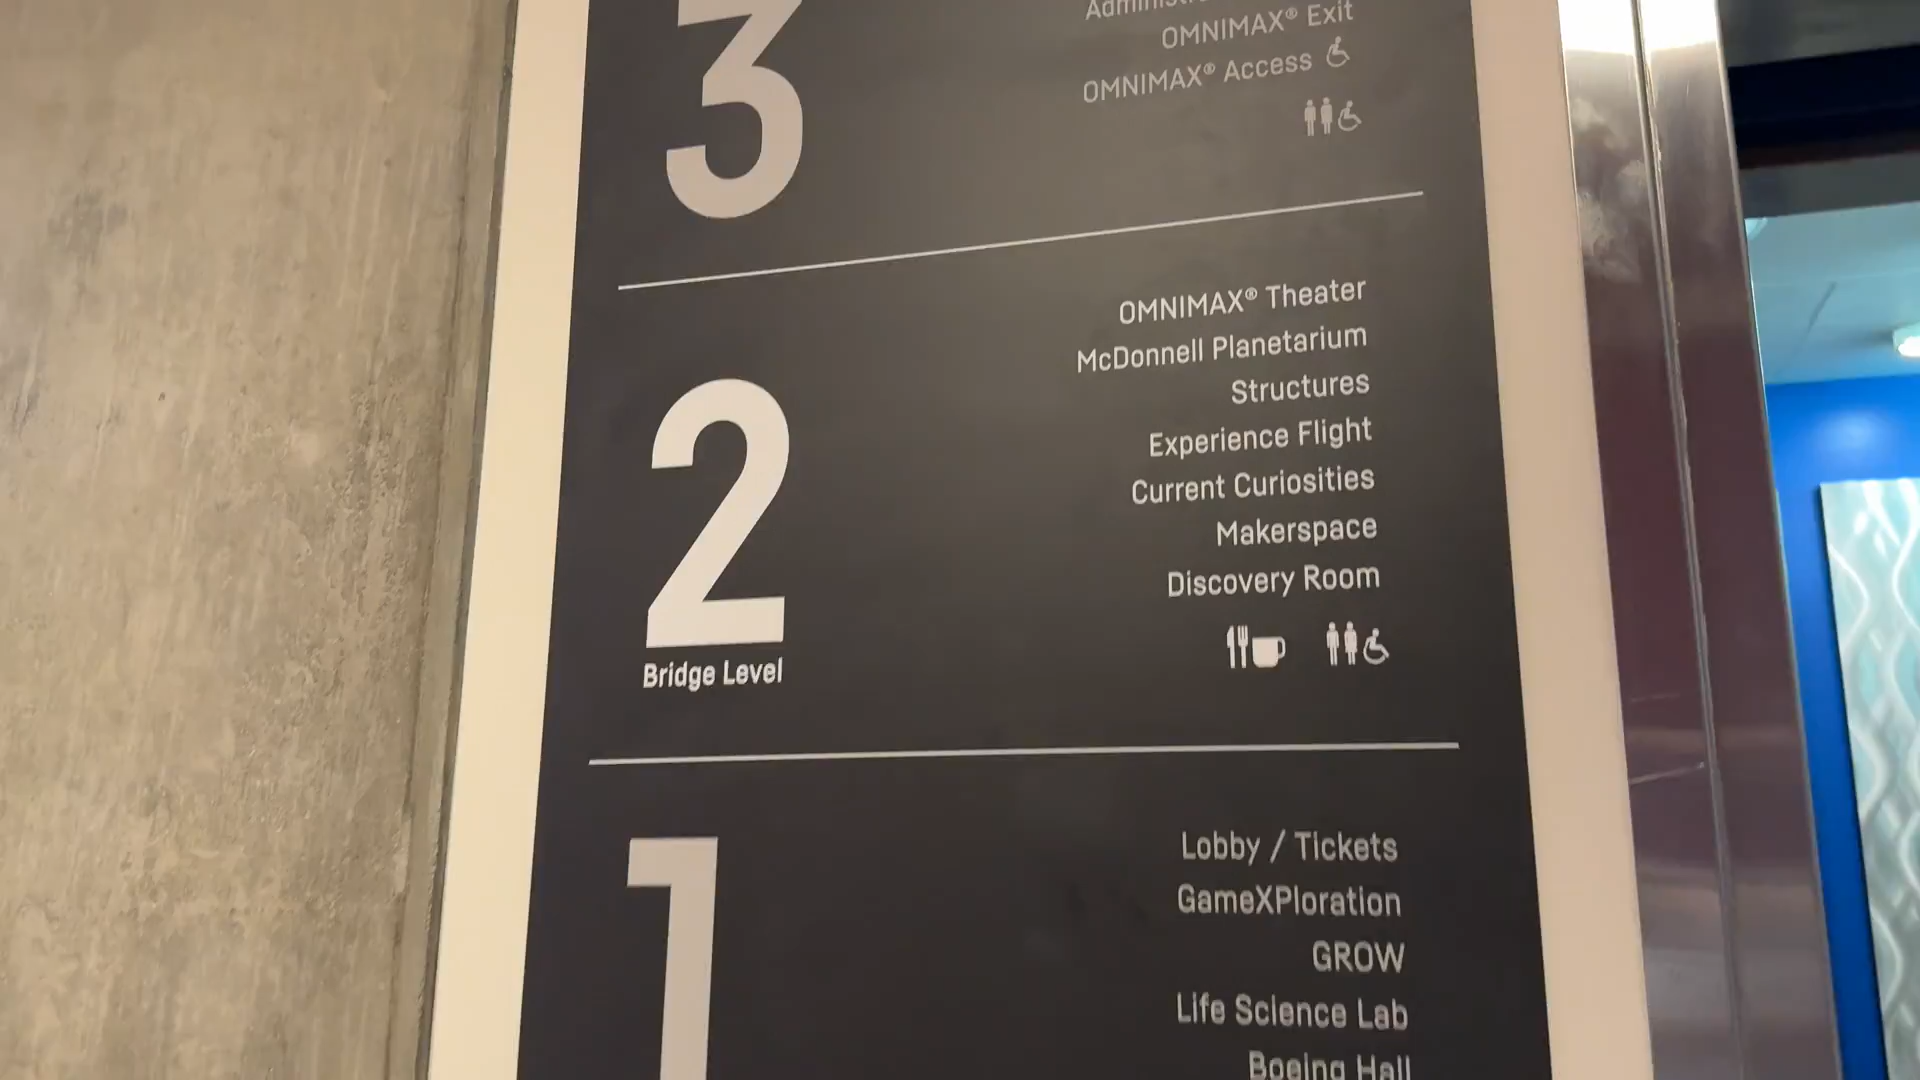 3
OMNIMAX® Exit
OMNIMAX® Access
2
Bridge Level
OMNIMAX® Theater
McDonnell Planetarium
Structures
Experience Flight
Current Curiosities
Makerspace
Discovery Room
1
Lobby / Tickets
GameXPloration
GROW
Life Science Lab
Boeing Hall